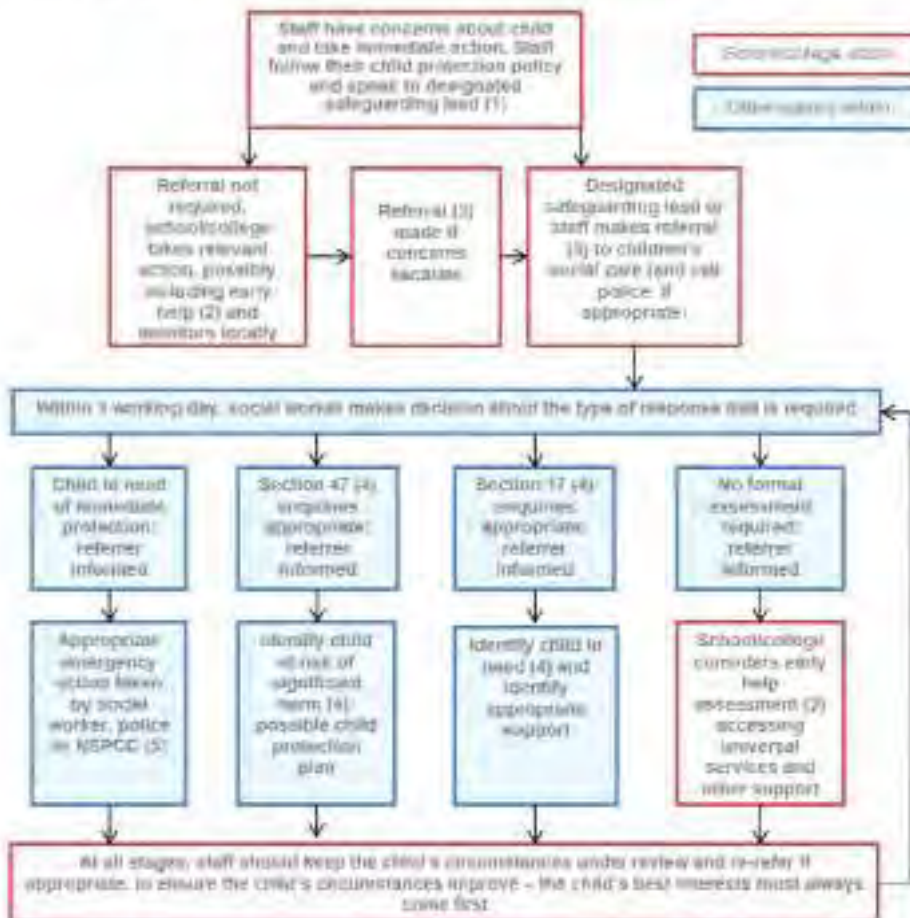 Staff have concerns about child
and take immediate action. Staff
follow their child protection policy
and speak to designated
safeguarding lead (1)
School/college action
Other agency action
Referral not
required,
school/college
takes relevant
action, possibly
including early
help (2) and
monitors locally
Referral (3)
made if
concerns
escalate
Designated
safeguarding lead or
staff makes referral
(3) to children's
social care (and call
police if
appropriate)
Within 1 working day, social worker makes decision about the type of response that is required
Child in need
of immediate
protection:
referrer
informed
Section 47 (4)
enquiries
appropriate:
referrer
informed
Section 17 (4)
enquiries
appropriate:
referrer
informed
No formal
assessment
required:
referrer
informed
Appropriate
emergency
action taken
by social
worker, police
or NSPCC (5)
Identify child
at risk of
significant
harm (4):
possible child
protection
plan
Identify child in
need (4) and
identify
appropriate
support
School/college
considers early
help
assessment (2)
accessing
universal
services and
other support
At all stages, staff should keep the child's circumstances under review and re-refer if
appropriate, to ensure the child's circumstances improve – the child's best interests must always
come first